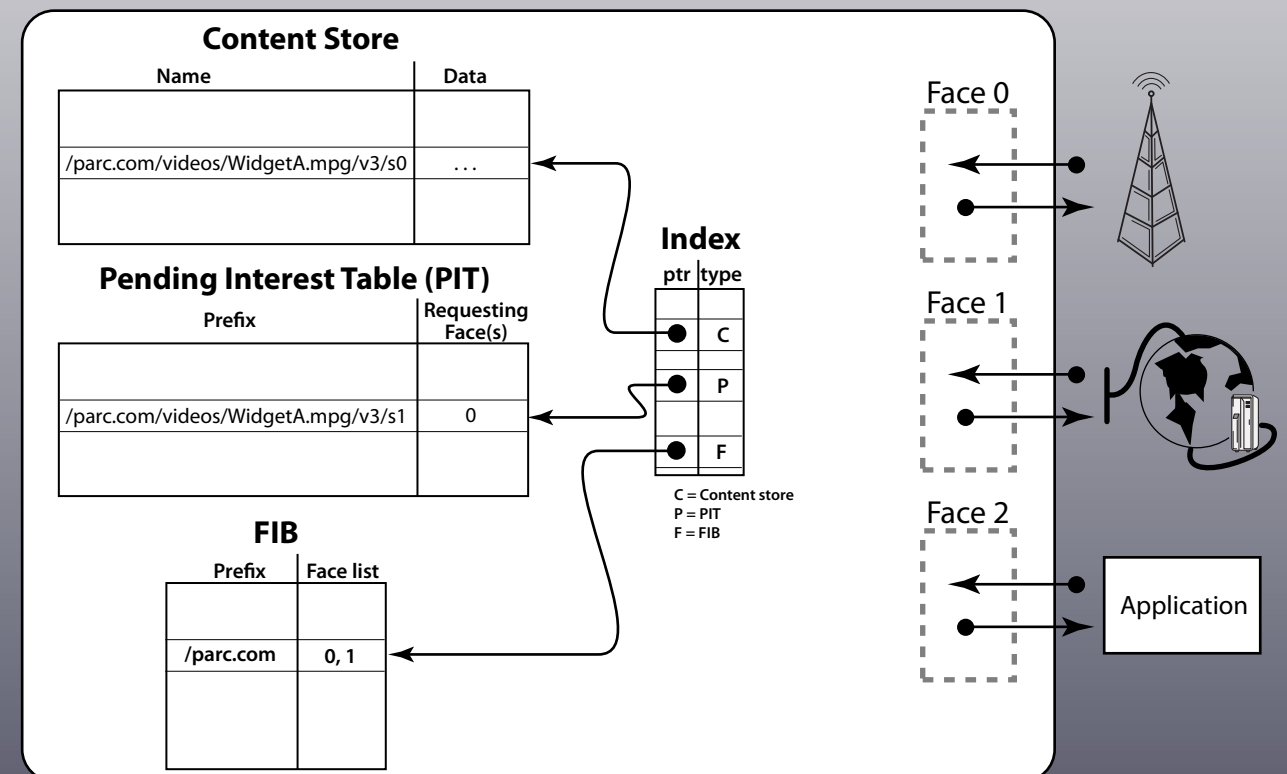 Content Store
Name Data
/parc.com/videos/WidgetA.mpg/v3/s0 ...
Pending Interest Table (PIT)
Prefix Requesting
Face(s)
/parc.com/videos/WidgetA.mpg/v3/s1 0
FIB
Prefix Face list
/parc.com 0, 1
Index
ptr type
C
P
F
C = Content store
P = PIT
F = FIB
Face 0
Face 1
Face 2
Application